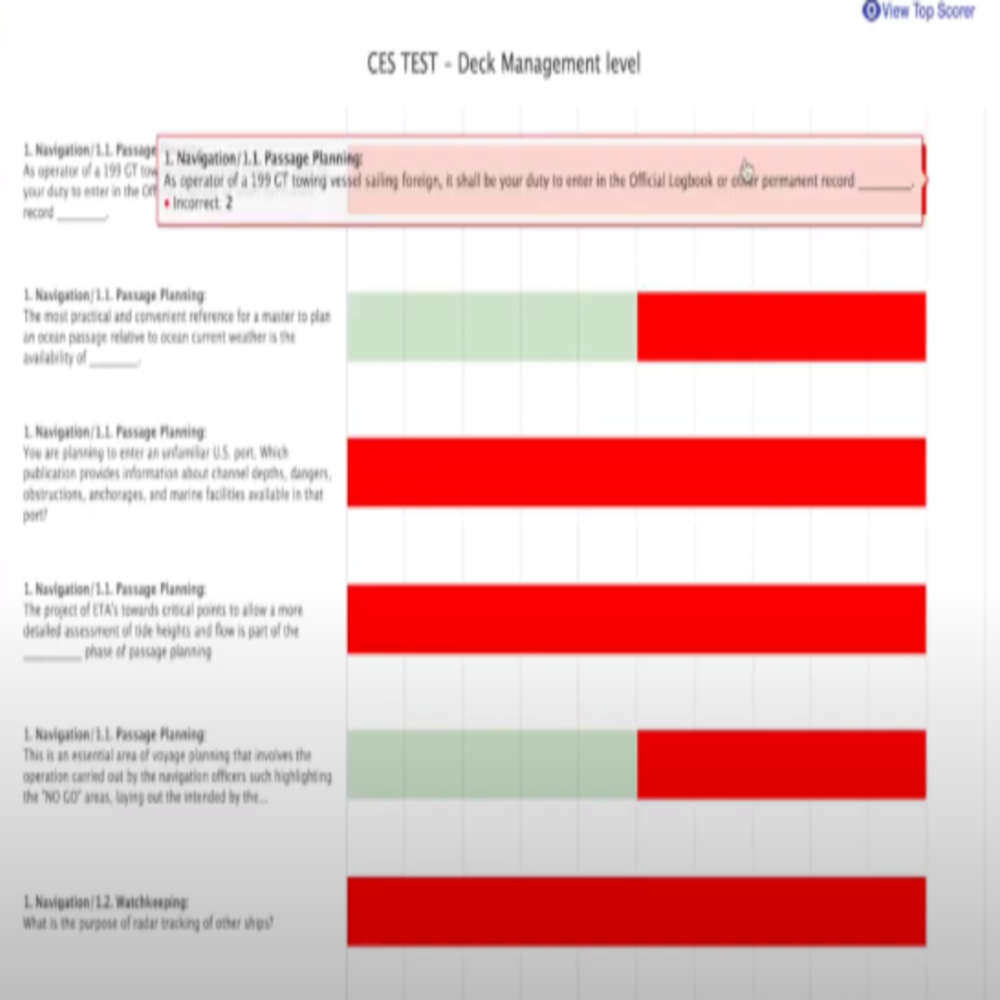 View Top Scorer
CES TEST - Deck Management level
1. Navigation/1.1. Passage
As operator of a 199 GT tow
your duty to enter in the Off
record ________.
1. Navigation/1.1. Passage Planning:
As operator of a 199 GT towing vessel sailing foreign, it shall be your duty to enter in the Official Logbook or other permanent record ________.
• Incorrect: 2
1. Navigation/1.1. Passage Planning:
The most practical and convenient reference for a master to plan
an ocean passage relative to ocean current weather is the
availability of ________.
1. Navigation/1.1. Passage Planning:
You are planning to enter an unfamiliar U.S. port. Which
publication provides information about channel depths, dangers,
obstructions, anchorages, and marine facilities available in that
port?
1. Navigation/1.1. Passage Planning:
The project of ETA's towards critical points to allow a more
detailed assessment of tide heights and flow is part of the
________ phase of passage planning
1. Navigation/1.1. Passage Planning:
This is an essential area of voyage planning that involves the
operation carried out by the navigation officers such highlighting
the "NO GO" areas, laying out the intended by the...
1. Navigation/1.2. Watchkeeping:
What is the purpose of radar tracking of other ships?